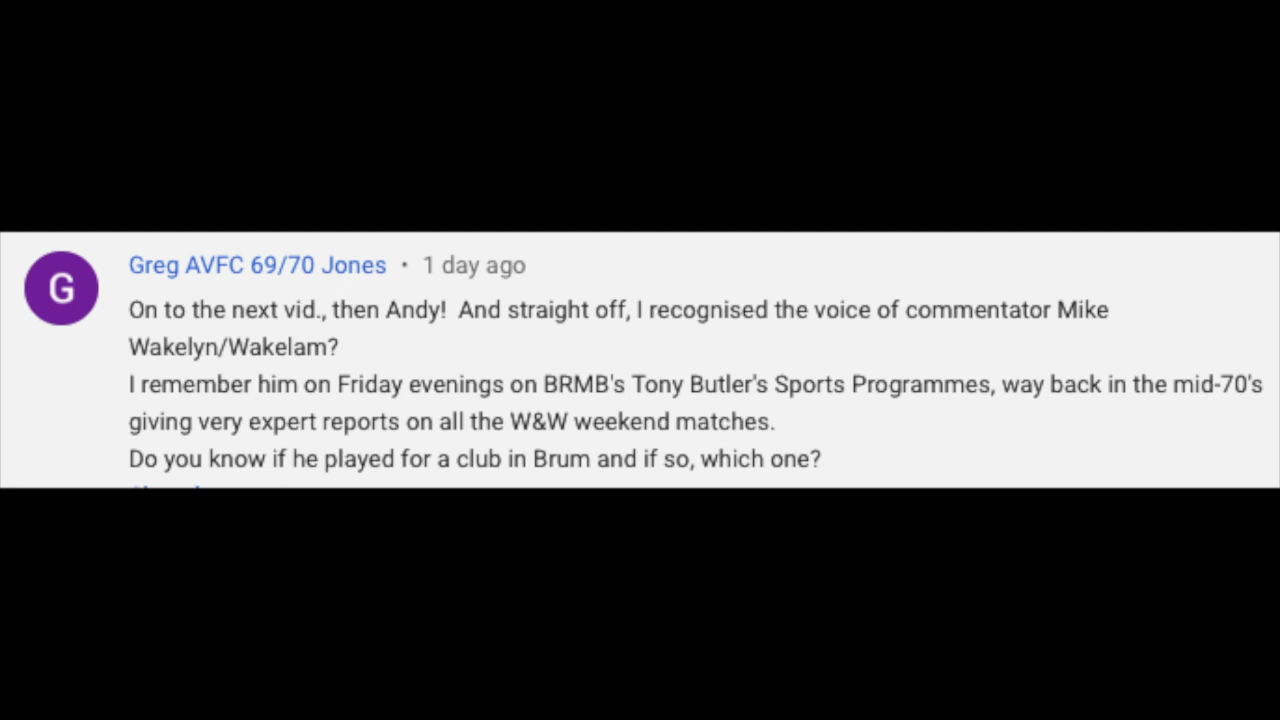 G
Greg AVFC 69/70 Jones • 1 day ago
On to the next vid., then Andy!  And straight off, I recognised the voice of commentator Mike
Wakelyn/Wakelam?
I remember him on Friday evenings on BRMB's Tony Butler's Sports Programmes, way back in the mid-70's
giving very expert reports on all the W&W weekend matches.
Do you know if he played for a club in Brum and if so, which one?